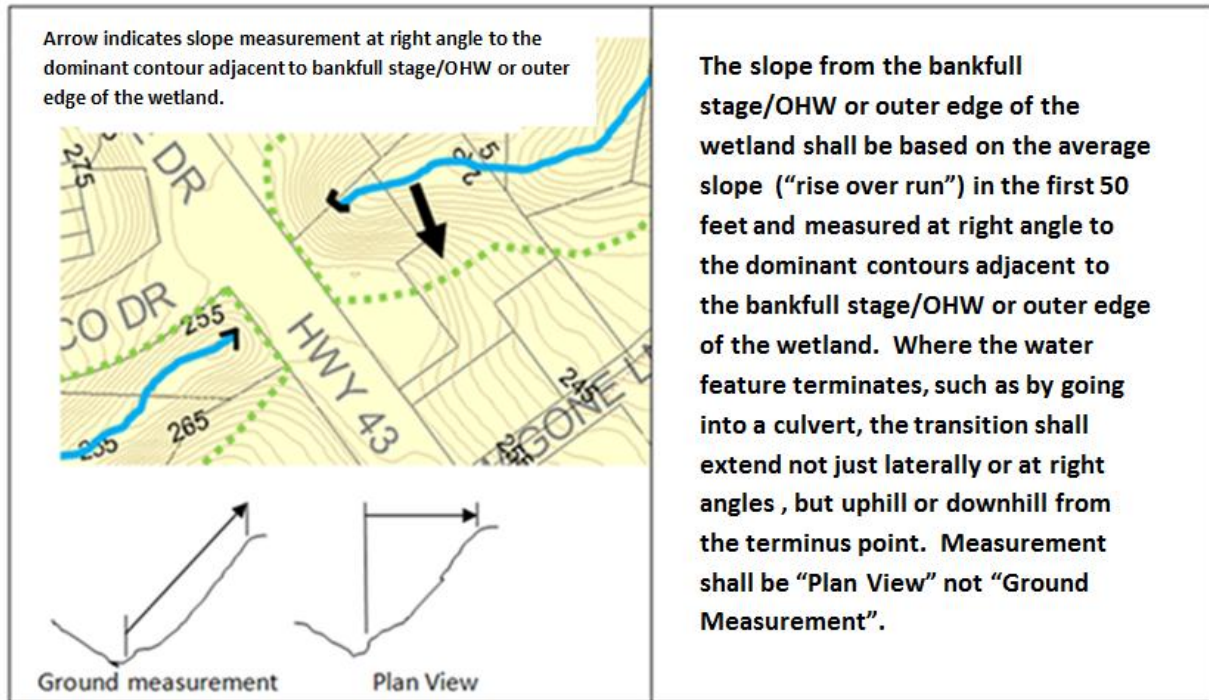 Arrow indicates slope measurement at right angle to the
dominant contour adjacent to bankfull stage/OHW or outer
edge of the wetland.
275
DR
CO DR
255
265
HWY 43
245
The slope from the bankfull
stage/OHW or outer edge of the
wetland shall be based on the average
slope (“rise over run”) in the first 50
feet and measured at right angle to
the dominant contours adjacent to
the bankfull stage/OHW or outer edge
of the wetland. Where the water
feature terminates, such as by going
into a culvert, the transition shall
extend not just laterally or at right
angles , but uphill or downhill from
the terminus point. Measurement
shall be “Plan View” not “Ground
Measurement”.
Ground measurement
Plan View